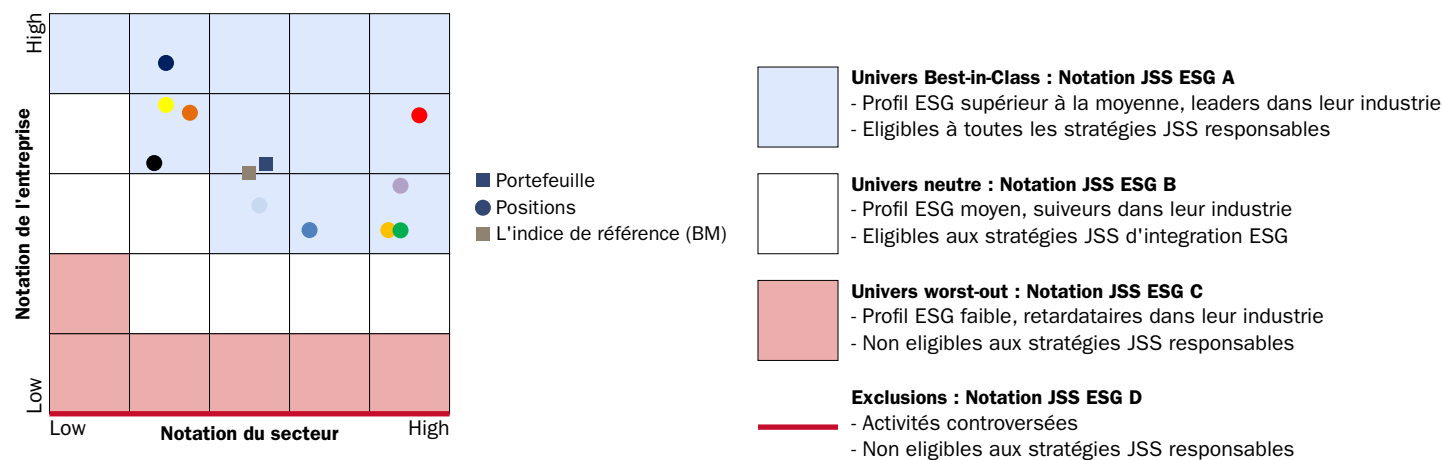 High
Notation de l'entreprise
Low
Low
Notation du secteur
High
Portefeuille
Positions
L'indice de référence (BM)
Univers Best-in-Class : Notation JSS ESG A
- Profil ESG supérieur à la moyenne, leaders dans leur industrie
- Eligibles à toutes les stratégies JSS responsables
Univers neutre : Notation JSS ESG B
- Profil ESG moyen, suiveurs dans leur industrie
- Eligibles aux stratégies JSS d'integration ESG
Univers worst-out : Notation JSS ESG C
- Profil ESG faible, retardataires dans leur industrie
- Non eligibles aux stratégies JSS responsables
Exclusions : Notation JSS ESG D
- Activités controversées
- Non eligibles aux stratégies JSS responsables